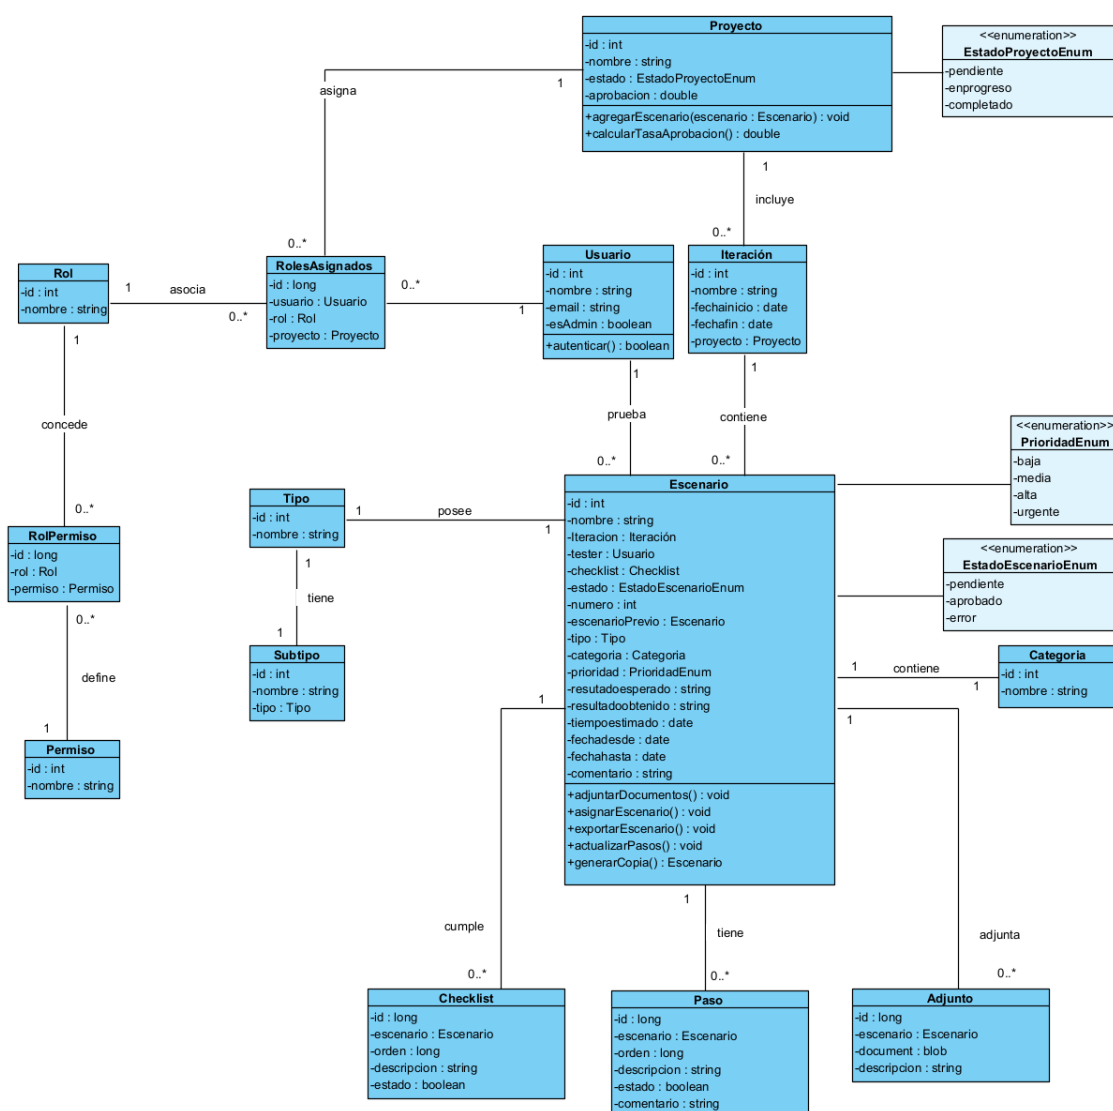 Proyecto
-id : int
-nombre : string
-estado : EstadoProyectoEnum
-aprobacion : double
+agregarEscenario(escenario : Escenario) : void
+calcularTasaAprobacion() : double
<<enumeration>>
EstadoProyectoEnum
-pendiente
-enprogreso
-completado
1
asigna
0..*
1
incluye
0..*
Rol
-id : int
-nombre : string
1
asocia
0..*
RolesAsignados
-id : long
-usuario : Usuario
-rol : Rol
-proyecto : Proyecto
0..*
1
Usuario
-id : int
-nombre : string
-email : string
-esAdmin : boolean
+autenticar() : boolean
Iteración
-id : int
-nombre : string
-fechainicio : date
-fechafin : date
-proyecto : Proyecto
1
concede
0..*
1
prueba
0..*
1
contiene
0..*
<<enumeration>>
PrioridadEnum
-baja
-media
-alta
-urgente
Tipo
-id : int
-nombre : string
1
posee
1
Escenario
-id : int
-nombre : string
-Iteracion : Iteración
-tester : Usuario
-checklist : Checklist
-estado : EstadoEscenarioEnum
-numero : int
-escenarioPrevio : Escenario
-tipo : Tipo
-categoria : Categoria
-prioridad : PrioridadEnum
-resutadoesperado : string
-resultadoobtenido : string
-tiempoestimado : date
-fechadesde : date
-fechahasta : date
-comentario : string
+adjuntarDocumentos() : void
+asignarEscenario() : void
+exportarEscenario() : void
+actualizarPasos() : void
+generarCopia() : Escenario
<<enumeration>>
EstadoEscenarioEnum
-pendiente
-aprobado
-error
RolPermiso
-id : long
-rol : Rol
-permiso : Permiso
1
tiene
1
Subtipo
-id : int
-nombre : string
-tipo : Tipo
0..*
define
1
Permiso
-id : int
-nombre : string
1
contiene
1
Categoria
-id : int
-nombre : string
1
cumple
0..*
1
tiene
0..*
1
adjunta
0..*
Checklist
-id : long
-escenario : Escenario
-orden : long
-descripcion : string
-estado : boolean
Paso
-id : long
-escenario : Escenario
-orden : long
-descripcion : string
-estado : boolean
-comentario : string
Adjunto
-id : long
-escenario : Escenario
-document : blob
-descripcion : string